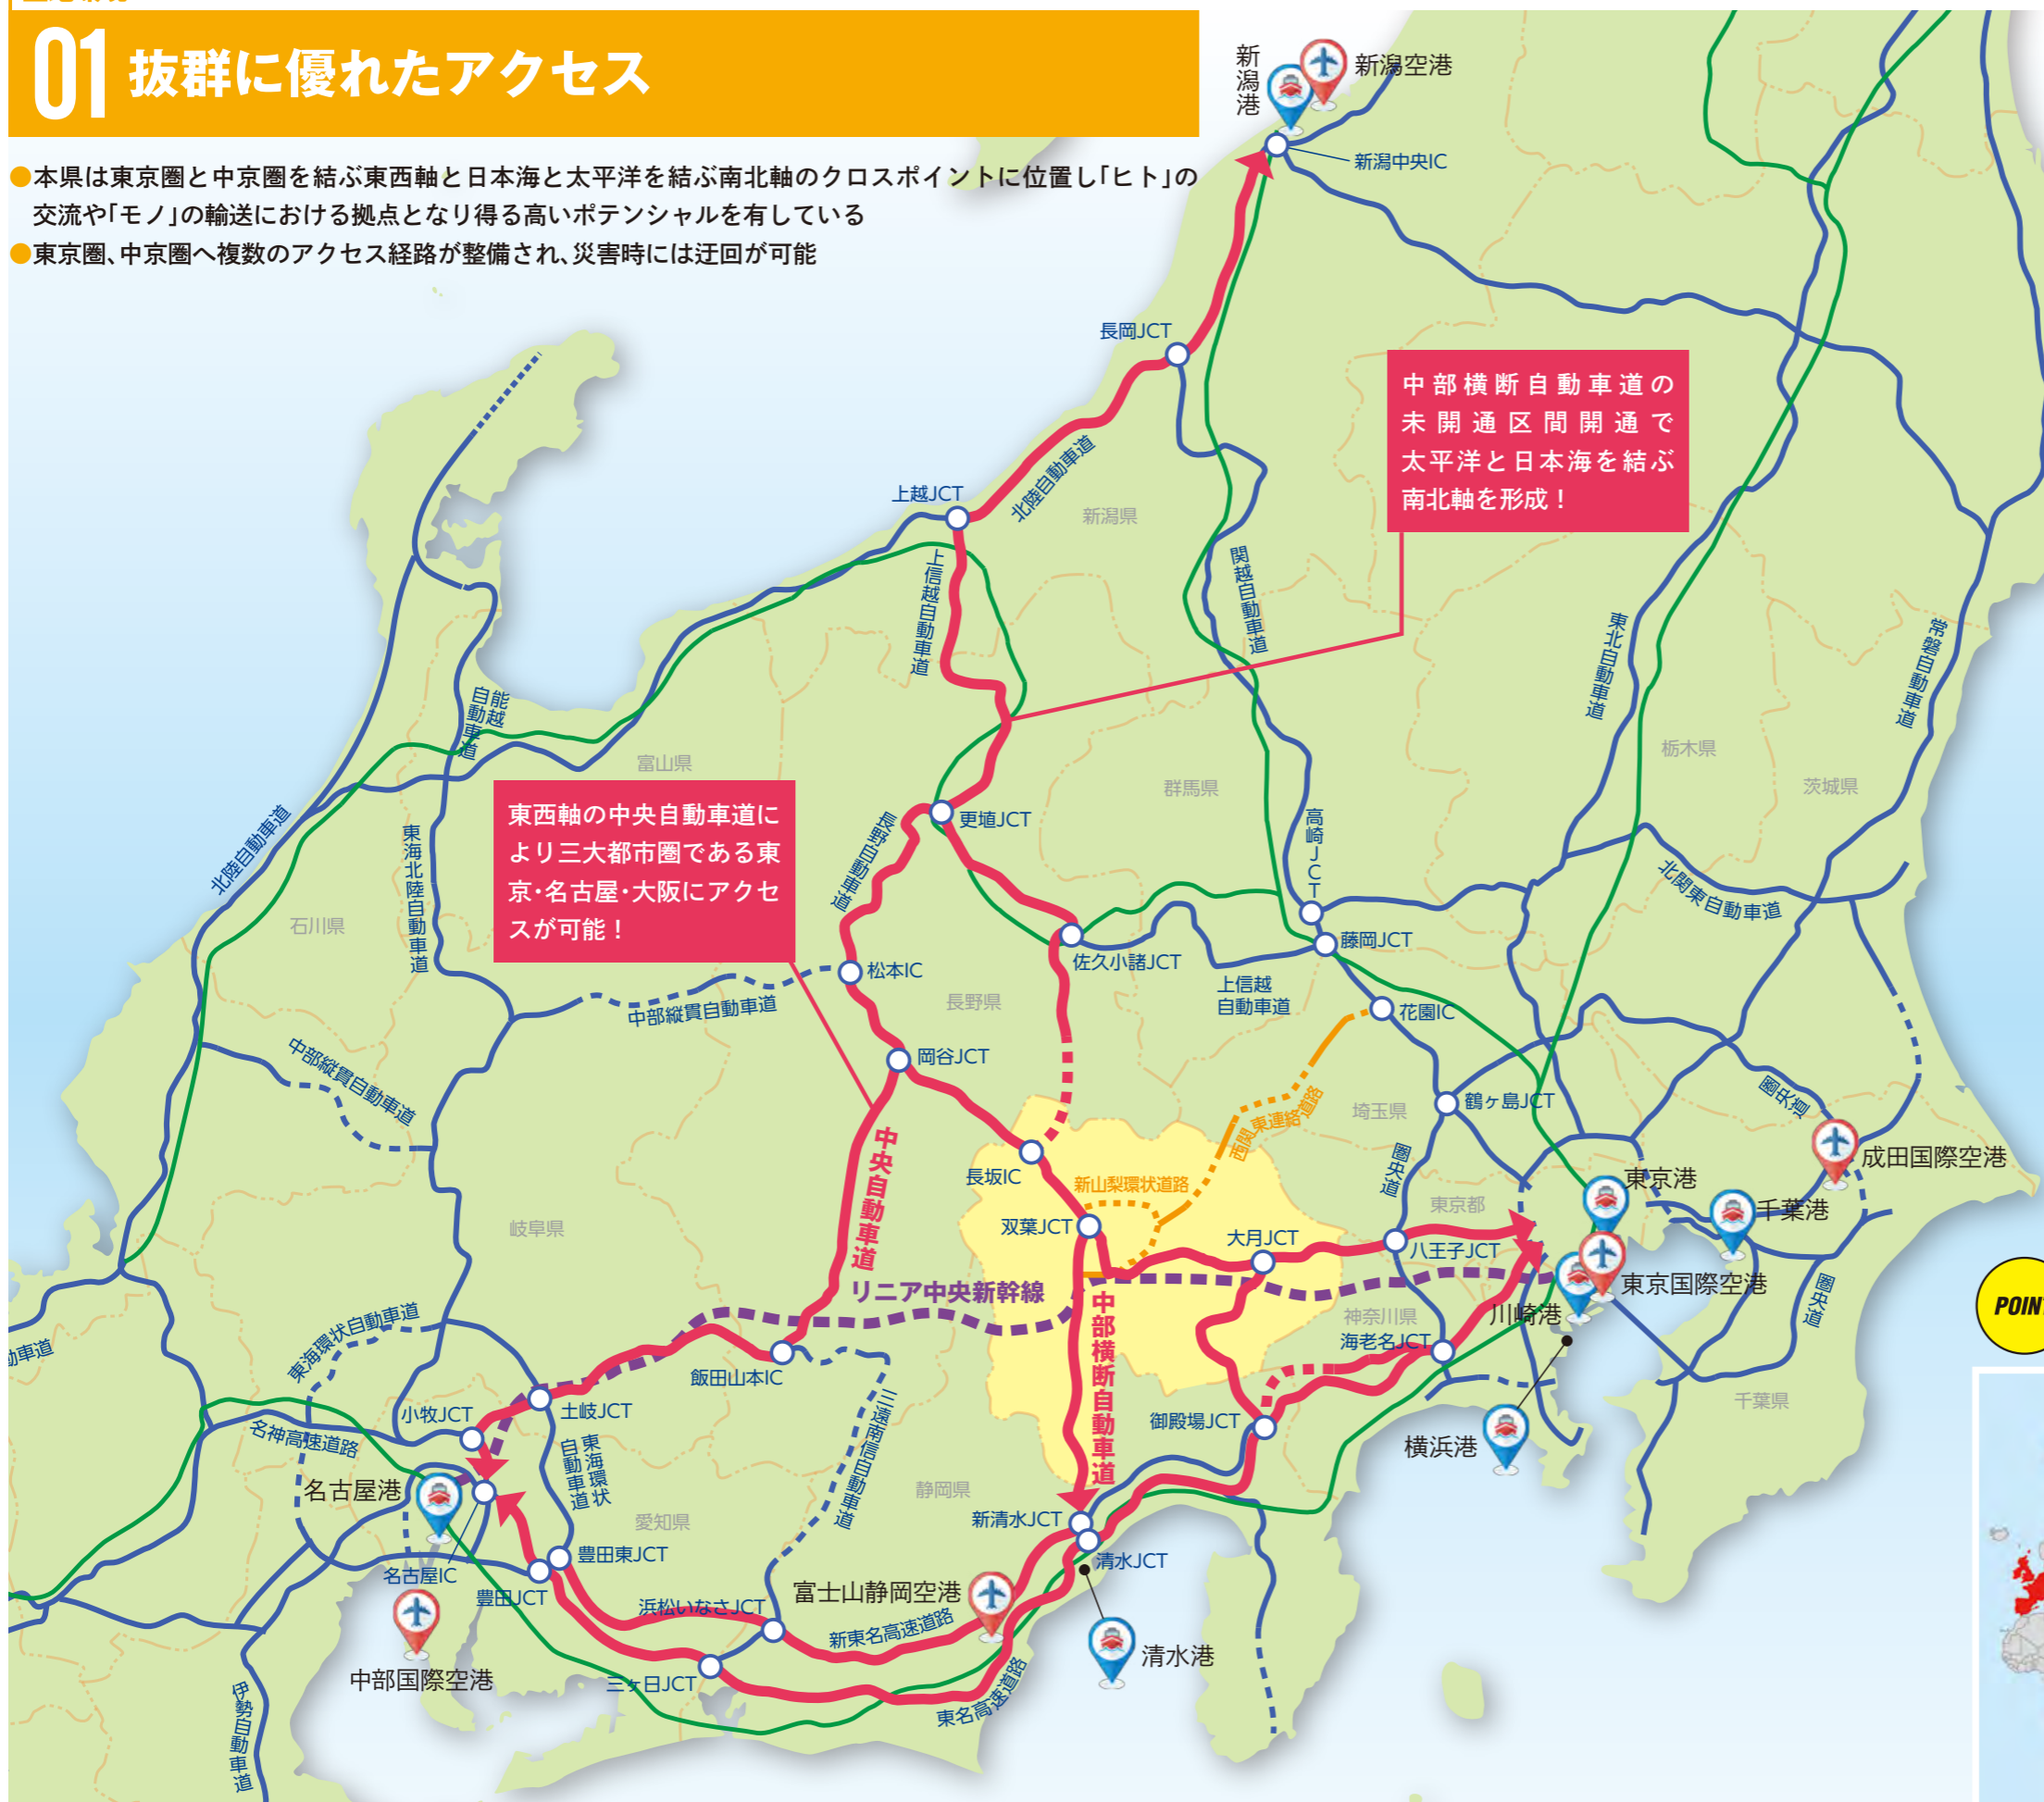 01 抜群に優れたアクセス
●本県は東京圏と中京圏を結ぶ東西軸と日本海と太平洋を結ぶ南北軸のクロスポイントに位置し「ヒト」の
交流や「モノ」の輸送における拠点となり得る高いポテンシャルを有している
●東京圏、中京圏へ複数のアクセス経路が整備され、災害時には迂回が可能
新潟港
新潟空港
新潟中央IC
長岡JCT
中部横断自動車道の
未開通区間開通で
太平洋と日本海を結ぶ
南北軸を形成！
上越JCT
北陸自動車道
新潟県
上信越自動車道
関越自動車道
東北自動車道
常磐自動車道
能越
自動車道
富山県
栃木県
茨城県
群馬県
東西軸の中央自動車道に
より三大都市圏である東
京・名古屋・大阪にアクセ
スが可能！
北陸自動車道
東海北陸自動車道
長野自動車道
更埴JCT
高崎JCT
北関東自動車道
石川県
松本IC
佐久小諸JCT
藤岡JCT
長野県
上信越
自動車道
花園IC
中部縦貫自動車道
中部縦貫自動車道
岡谷JCT
西関東連絡道路
埼玉県
鶴ヶ島JCT
圏央道
中央自動車道
長坂IC
新山梨環状道路
圏央道
東京都
東京港
成田国際空港
千葉港
岐阜県
双葉JCT
大月JCT
八王子JCT
リニア中央新幹線
中部横断自動車道
神奈川県
川崎港
東京国際空港
圏央道
POIN
動車道
東海環状自動車道
飯田山本IC
海老名JCT
千葉県
小牧JCT
土岐JCT
三遠南信自動車道
御殿場JCT
横浜港
名神高速道路
東海環状
自動車道
名古屋港
静岡県
愛知県
新清水JCT
清水JCT
豊田東JCT
名古屋IC
豊田JCT
浜松いなさJCT
富士山静岡空港
新東名高速道路
清水港
中部国際空港
三ヶ日JCT
東名高速道路
伊勢自動車道